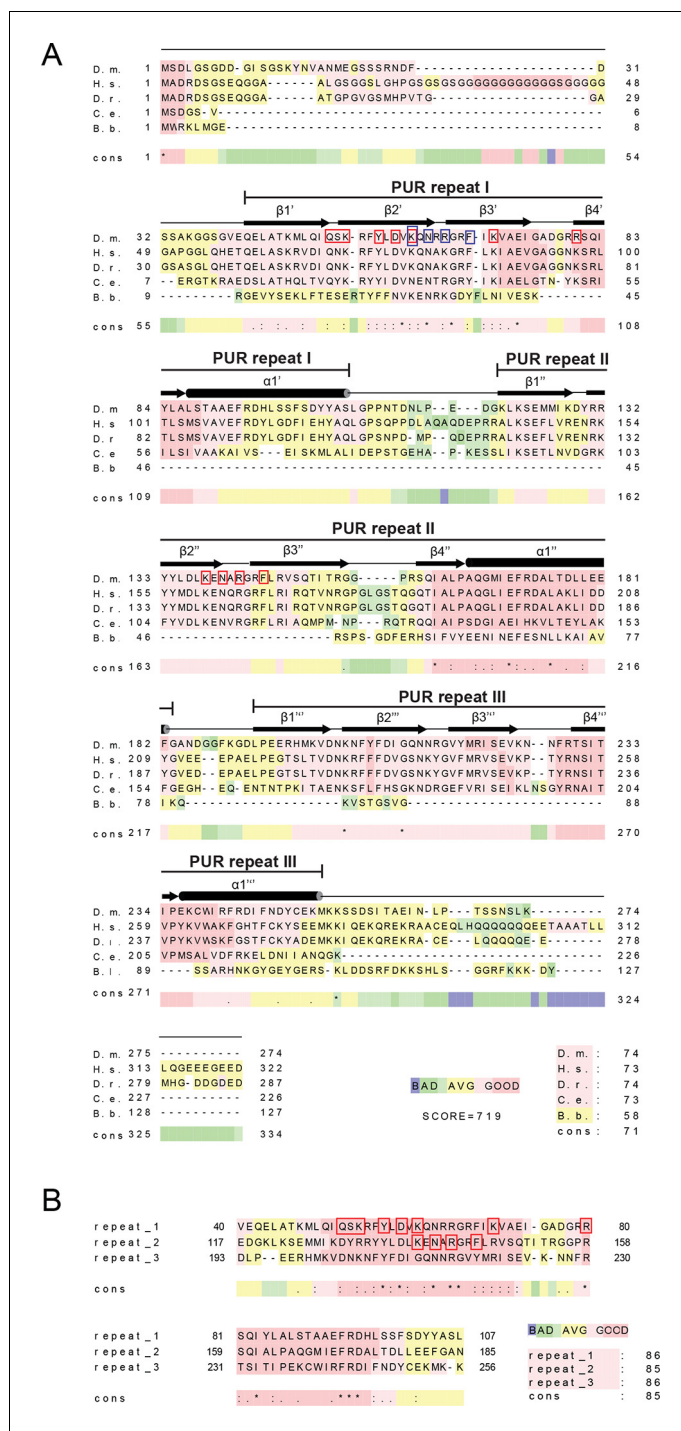 A
D.m. 1 MSDLGSGDD-GISGSKYNVANMEGSSSRNDF----------------D 31
H.s. 1 MADRDSGSEQGGA------ALGSGGSLGHPGSGSGSGGGGGGGGGGGGSGGGGG 48
D.r. 1 MADRDSGSEQGGA------ATGPGVGSMHPVTG-------------------GA 29
C.e. 1 MSDGS-V----------------------------------------------- 6
B.b. 1 MWRKLMGE---------------------------------------------- 8
cons 1 * 54
PUR repeat I
β1' β2' β3' β4'
D.m. 32 SSAKGGSGVEQELATKMLQIQSK-RFYLDVKQNRRGRF-IKVAEIGADGRRSQI 83
H.s. 49 GAPGGLQHETQELASKRVDIQNK-RFYLDVKQNAKGRF-LKIAEVGAGGNKSRL 100
D.r. 30 GSASGLQHETQELASKRVDIQNK-RFYLDVKQNAKGRF-LKIAEVGAGGNKSRL 81
C.e. 7 --ERGTKRAEDSLATHQLTVQYK-RYYIDVKENTRGRY-IKIAELGTN-YKSRI 55
B.b. 9 ---------RGEVYSEKLFTESERTYFFNVKENRKGDYFLNIVESK-------- 45
cons 55 .: :: :. :::: * :* : *. ::: * 108
PUR repeat I PUR repeat II
α1' β1''
D.m 84 YLALSTAAEFRDHLSSFSDYYASLGPPNTDNLP--E--DGKLKSEMMIKDYRR 132
H.s 101 TLSMSVAVEFRDYLGDFIEHYAQLGPSQPPDLAQAQDEPRRALKSEFLVRENRK 154
D.r 82 TLSMSVAVEFRDYLGDFIEHYAQLGPSNPD-MP--QDEPRRALKSEFLVRENRK 132
C.e 56 ILSIVAAKAIVS---EISKMLALIDEPSTGEHA--P-KESSLIKSETLNVDGRK 103
B.b 46 ------------------------------------------------------ 45
cons 109 162
PUR repeat II
β2'' β3'' β4'' α1''
D.m. 133 YYLDLKENARGRFLRVSQTITRGG-----PRSQIALPAQGMIEFRDALTDLLEE 181
H.s. 155 YYMDLKENQRGRFLRIRQTVNRGPGLGSTQGQTIALPAQGLIEFRDALAKLIDD 208
D.r. 133 YYMDLKENQRGRFLRIRQTVNRGPGLGSTQGQTIALPAQGLIEFRDALAKLIDD 186
C.e. 104 FYVDLKENVRGRFLRIAQMPM-NP---RQTRQQIAIPSDGIAEIHKVLTEYLAK 153
B.b. 46 ----------------------RSPS-GDFERHSIFVYEENINEFESNLLKAIAV 77
cons 163 . * : :. :* :*. : 216
PUR repeat III
β1''' β2''' β3''' β4'''
D.m. 182 FGANDGGFKGDLPEERHMKVDNKNFYFDIGQNNRGVYMRISEVKN--NFRTSIT 233
H.s. 209 YGVEE--EPAELPEGTSLTVDNKRFFFDVGSNKYGVFMRVSEVKP--TYRNSIT 258
D.r. 187 YGVED--EPAELPEGTSLTVDNKRFFFDVGSNKYGVFMRVSEVKP--TYRNSIT 236
C.e. 154 FGEGH--EQ-ENTNTPKITAENKSFLFHSGKNDRGEFVRISEIKLNSGYRNAIT 204
B.b. 78 IKQ-------------------KVSTGSVG------------------------ 88
cons 217 * * 270
PUR repeat III
α1'''
D.m. 234 IPEKCWIRFRDIFNDYCEKMKKSSDSITAEIN-LP--TSSNSLK---------- 274
H.s. 259 VPYKVWAKFGHTFCKYSEEMKKIQEKQREKRAACEQLHQQQQQQQEETAAATLL 312
D.r. 237 VPYKVWSKFGSTFCKYADEMKKIQEKQREKRA--CE--LQQQQQE-E------- 278
C.e. 205 VPMSALVDFRKELDNIIANQGK-------------------------------- 226
B.b. 89 ----SSARHNKGYGEYGERS-KLDDSRFDKKSHLS---GGRFKKK-DY------ 127
cons 271 . . * 324
D.m. 275 ---------- 274
H.s. 313 LQGEEEGEED 322
D.r. 279 MHG-DDGDED 287
C.e. 227 ---------- 226
B.b. 128 ---------- 127
cons 325 334
BAD AVG GOOD
SCORE=719
D.m. : 74
H.s. : 73
D.r. : 74
C.e. : 73
B.b. : 58
cons : 71
B
repeat_1 40 VEQELATKMLQIQSKRFYLDVKQNRRGRFIKVAEI-GADGRR 80
repeat_2 117 EDGKLKSEMMIKDYRRYYLDLKENARGRFLRVSQTITRGGPR 158
repeat_3 193 DLP-EERHMKVDNKNFYFDIGQNNRGVYMRISEV-K-NNFR 230
cons . : . :*:*: :* ** :::::: *
repeat_1 81 SQIYLALSTAAEFRDHLSSFSDYYASL 107
repeat_2 159 SQIALPAQGMIEFRDALTDLLEEFGAN 185
repeat_3 231 TSITIPEKCWIRFRDIFNDYCEKMK-K 256
cons :.* :. . *** :.. :
BAD AVG GOOD
repeat_1 : 86
repeat_2 : 85
repeat_3 : 86
cons : 85